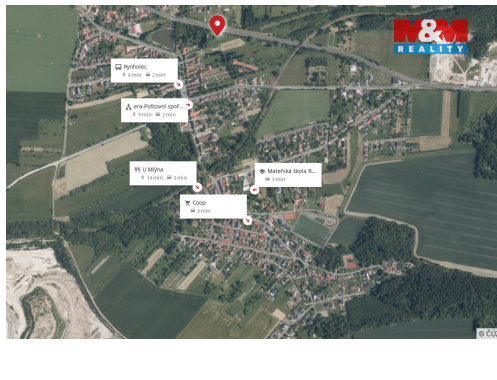 M&M
REALITY
Rynholec
8 min 2 min
era-Poštovní spoř...
9 min 2 min
U Mlýna
14 min 3 min
Mateřská škola R...
3 min
Coop
3 min
© ČÚ